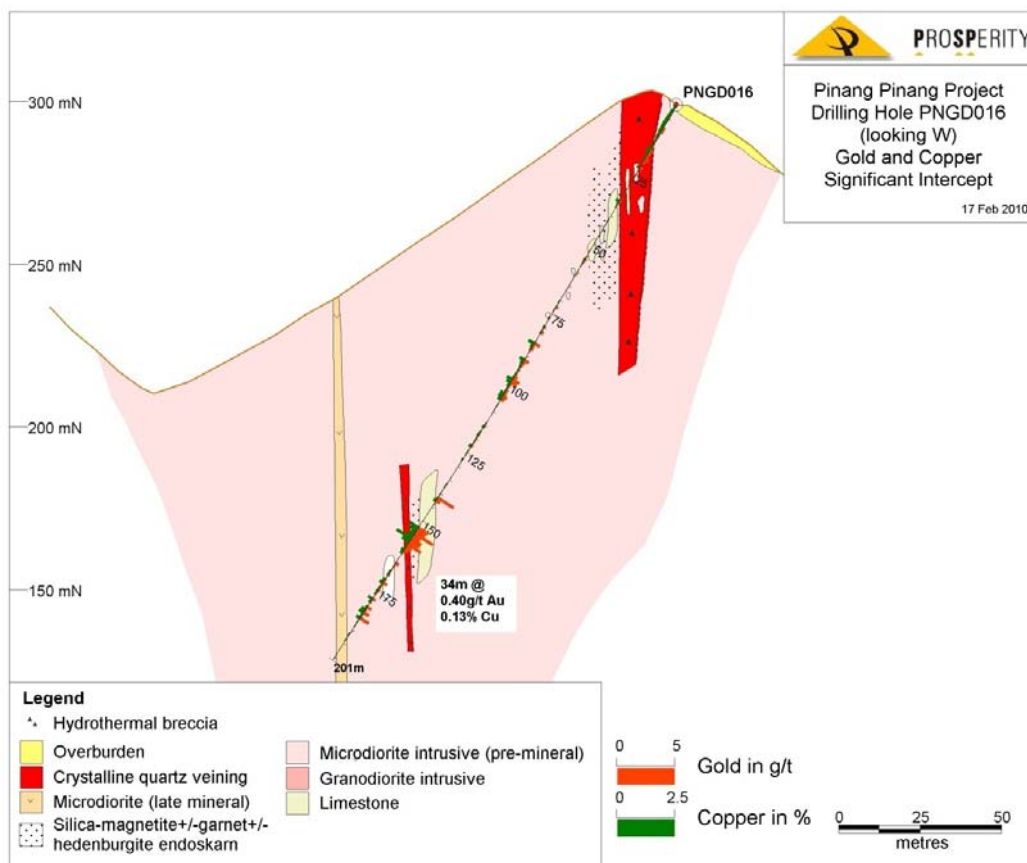 PROSPERITY
Pinang Pinang Project
Drilling Hole PNGD016
(looking W)
Gold and Copper
Significant Intercept
17 Feb 2010
PNGD016
300 mN
250 mN
200 mN
150 mN
25
50
75
100
125
150
175
201m
34m @
0.40g/t Au
0.13% Cu
Legend
Hydrothermal breccia
Overburden
Crystalline quartz veining
Microdiorite (late mineral)
Silica-magnetite+/-garnet+/-
hedenburgite endoskarn
Microdiorite intrusive (pre-mineral)
Granodiorite intrusive
Limestone
0 5
Gold in g/t
0 2.5
Copper in %
0 25 50
metres